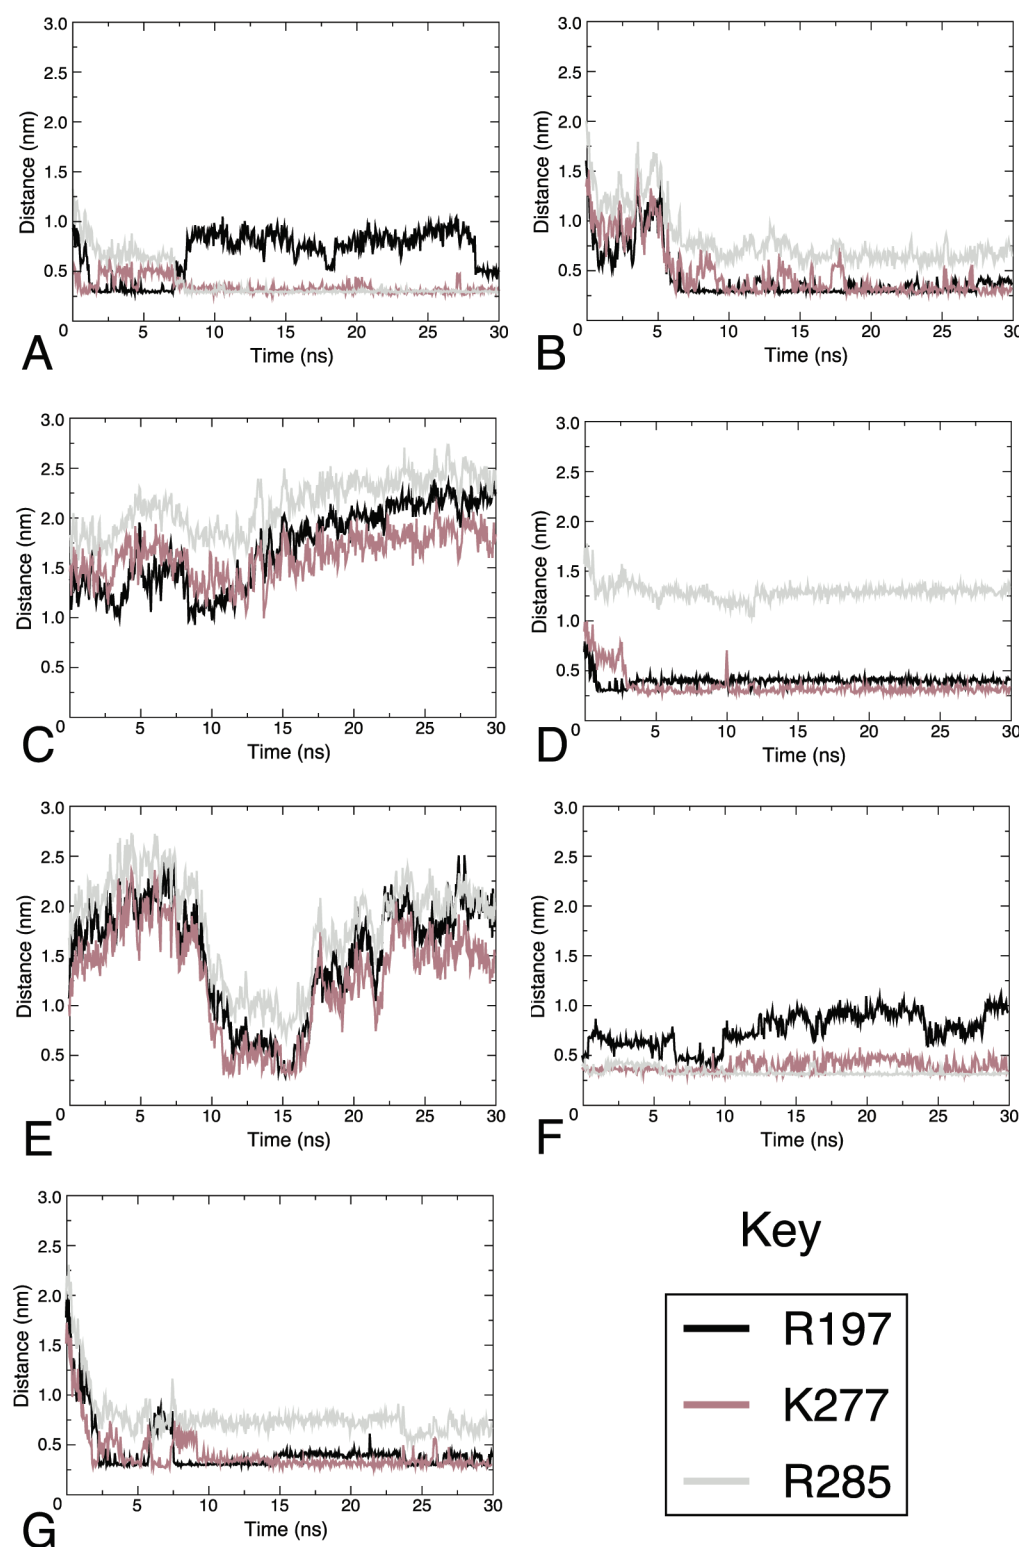 3.0 3.0
2.5 2.5
2.0 2.0
1.5 1.5
1.0 1.0
0.5 0.5
Distance (nm) Distance (nm)
0 5 10 15 20 25 30 0 5 10 15 20 25 30
Time (ns) Time (ns)
A B
3.0 3.0
2.5 2.5
2.0 2.0
1.5 1.5
1.0 1.0
0.5 0.5
Distance (nm) Distance (nm)
0 5 10 15 20 25 30 0 5 10 15 20 25 30
Time (ns) Time (ns)
C D
3.0 3.0
2.5 2.5
2.0 2.0
1.5 1.5
1.0 1.0
0.5 0.5
Distance (nm) Distance (nm)
0 5 10 15 20 25 30 0 5 10 15 20 25 30
Time (ns) Time (ns)
E F
3.0
2.5
2.0
1.5
1.0
0.5
Distance (nm)
0 5 10 15 20 25 30
Time (ns)
G
Key
R197
K277
R285